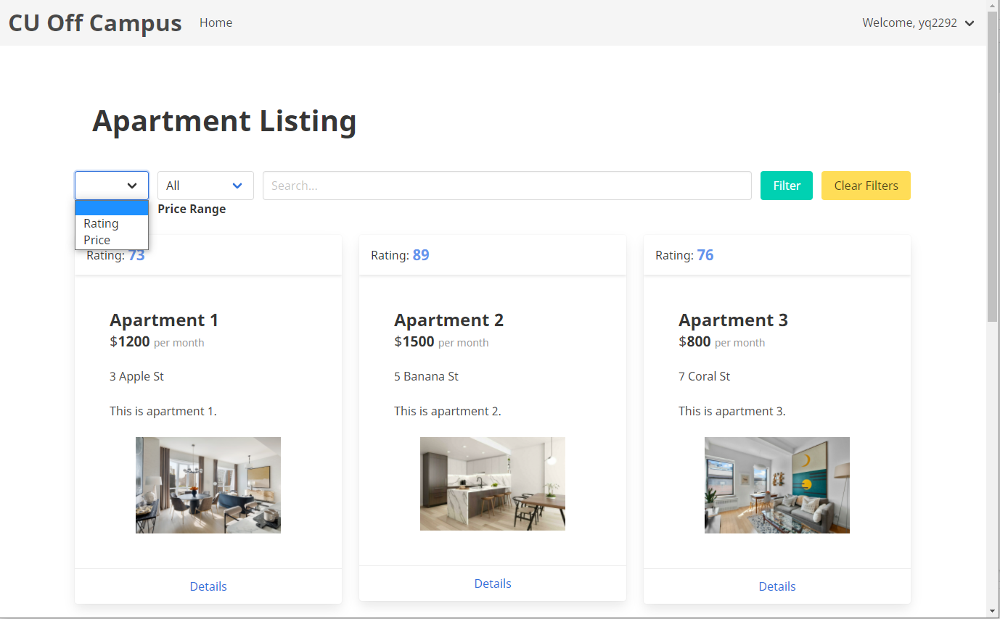 CU Off Campus Home Welcome, yq2292
Apartment Listing
All Search... Filter Clear Filters
Price Range
Rating
Price
Rating: 73
Rating: 89
Rating: 76
Apartment 1
$1200 per month
3 Apple St
This is apartment 1.
Details
Apartment 2
$1500 per month
5 Banana St
This is apartment 2.
Details
Apartment 3
$800 per month
7 Coral St
This is apartment 3.
Details